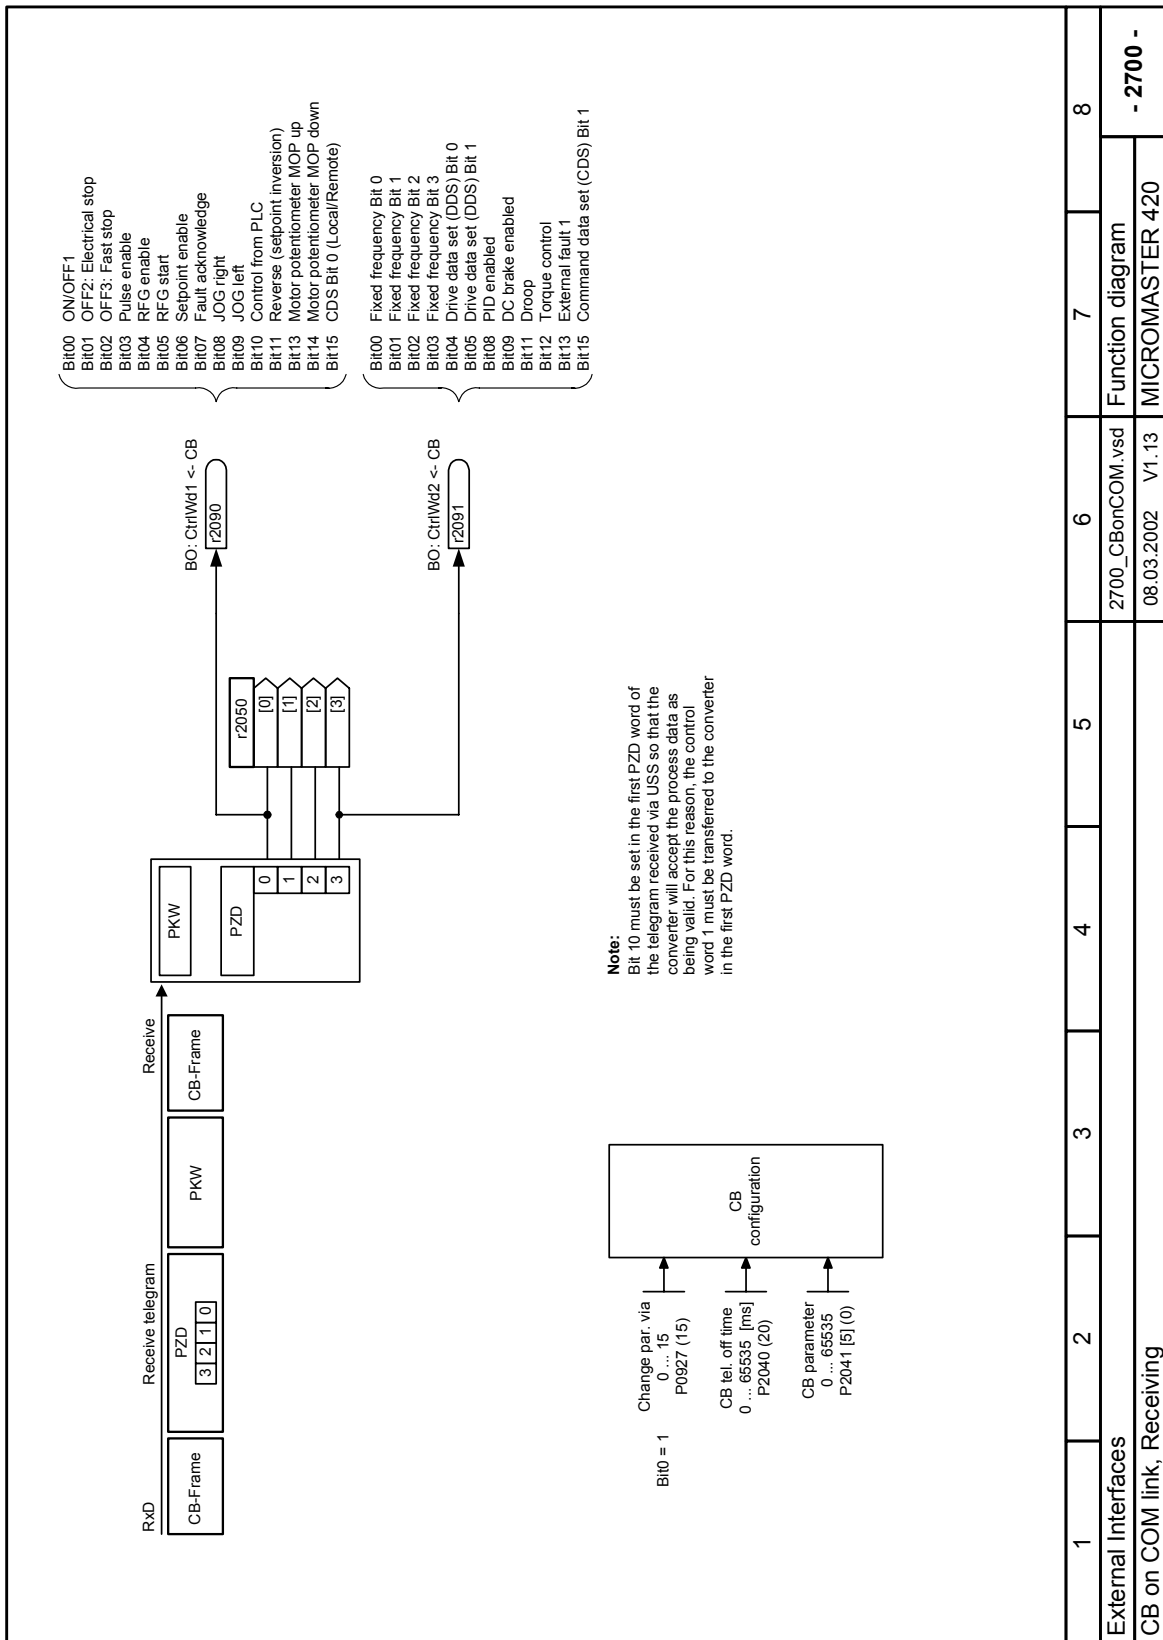 RxD
Receive telegram
Receive
CB-Frame
PZD
3 2 1 0
PKW
CB-Frame
PKW
PZD
0
1
2
3
r2050
[0]
[1]
[2]
[3]
BO: CtrlWd1 <- CB
r2090
BO: CtrlWd2 <- CB
r2091
Bit00 ON/OFF1
Bit01 OFF2: Electrical stop
Bit02 OFF3: Fast stop
Bit03 Pulse enable
Bit04 RFG enable
Bit05 RFG start
Bit06 Setpoint enable
Bit07 Fault acknowledge
Bit08 JOG right
Bit09 JOG left
Bit10 Control from PLC
Bit11 Reverse (setpoint inversion)
Bit13 Motor potentiometer MOP up
Bit14 Motor potentiometer MOP down
Bit15 CDS Bit 0 (Local/Remote)
Bit00 Fixed frequency Bit 0
Bit01 Fixed frequency Bit 1
Bit02 Fixed frequency Bit 2
Bit03 Fixed frequency Bit 3
Bit04 Drive data set (DDS) Bit 0
Bit05 Drive data set (DDS) Bit 1
Bit08 PID enabled
Bit09 DC brake enabled
Bit11 Droop
Bit12 Torque control
Bit13 External fault 1
Bit15 Command data set (CDS) Bit 1
Bit0 = 1
Change par. via
0 ... 15
P0927 (15)
CB tel. off time
0 ... 65535 [ms]
P2040 (20)
CB parameter
0 ... 65535
P2041 [5] (0)
CB
configuration
Note:
Bit 10 must be set in the first PZD word of
the telegram received via USS so that the
converter will accept the process data as
being valid. For this reason, the control
word 1 must be transferred to the converter
in the first PZD word.
1 2 3 4 5 6 7 8
External Interfaces
2700_CBonCOM.vsd
Function diagram
- 2700 -
CB on COM link, Receiving
08.03.2002 V1.13
MICROMASTER 420